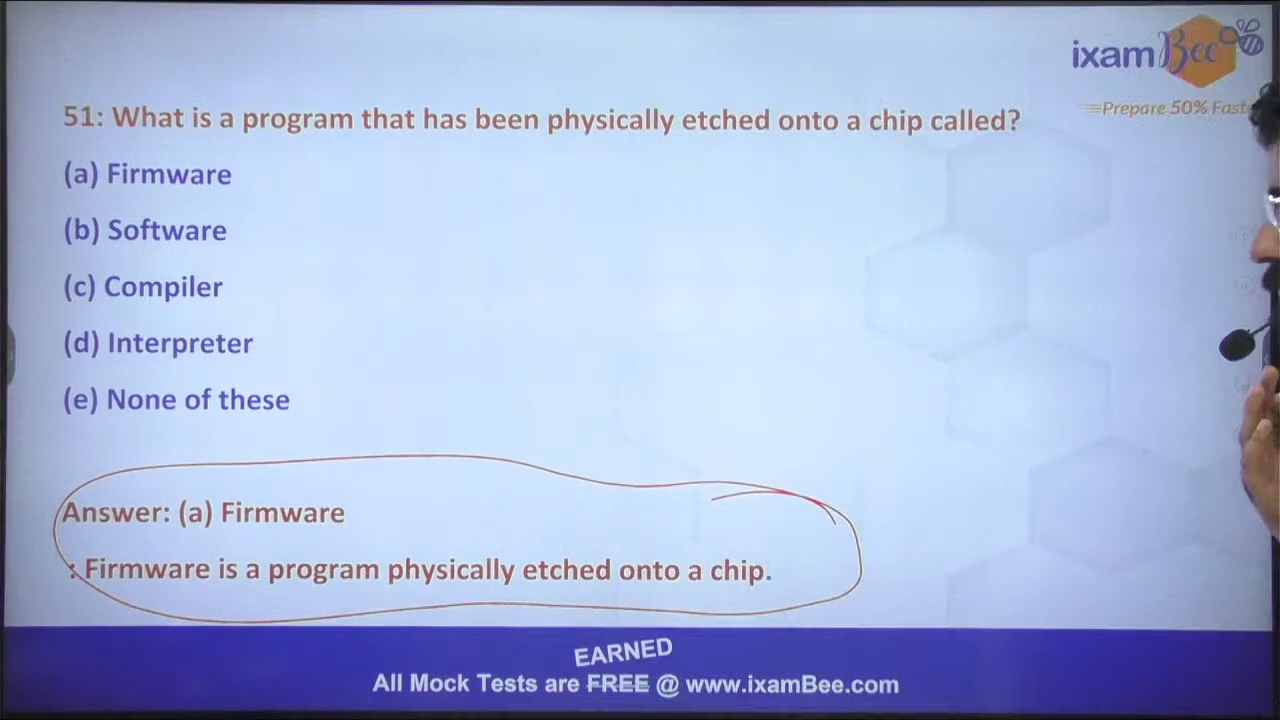 ixamBee
Prepare 50% Fast
51: What is a program that has been physically etched onto a chip called?
(a) Firmware
(b) Software
(c) Compiler
(d) Interpreter
(e) None of these
Answer: (a) Firmware
: Firmware is a program physically etched onto a chip.
EARNED
All Mock Tests are FREE @ www.ixamBee.com